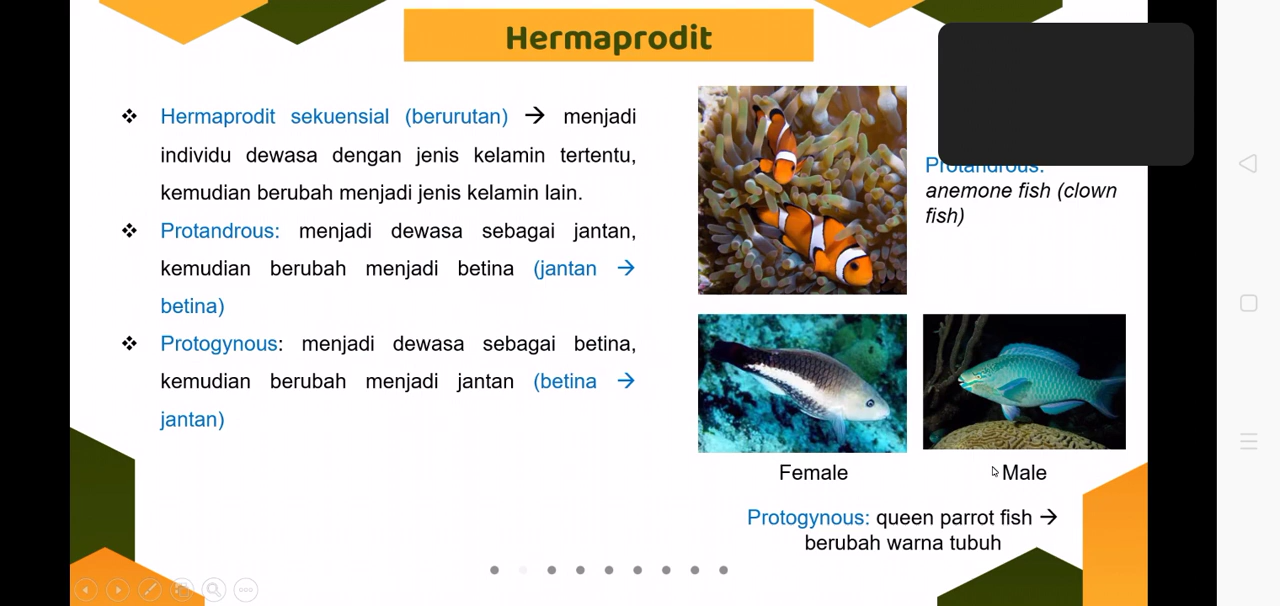 Hermaprodit
❖ Hermaprodit sekuensial (berurutan) → menjadi
individu dewasa dengan jenis kelamin tertentu,
kemudian berubah menjadi jenis kelamin lain.
❖ Protandrous: menjadi dewasa sebagai jantan,
kemudian berubah menjadi betina (jantan →
betina)
❖ Protogynous: menjadi dewasa sebagai betina,
kemudian berubah menjadi jantan (betina →
jantan)
Protandrous:
anemone fish (clown
fish)
Female
Male
Protogynous: queen parrot fish →
berubah warna tubuh